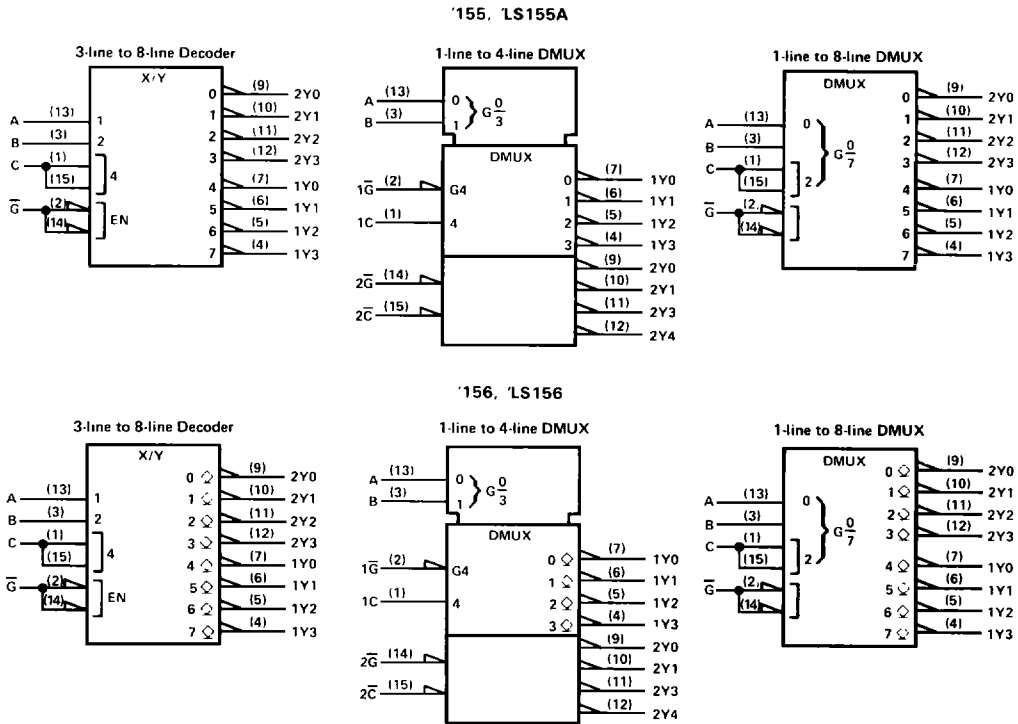 '155, 'LS155A
3-line to 8-line Decoder
X/Y
A (13) 1
B (3) 2
C (1) 4
(15)
G̅ (2) EN
(14)
0 (9) 2Y0
1 (10) 2Y1
2 (11) 2Y2
3 (12) 2Y3
4 (7) 1Y0
5 (6) 1Y1
6 (5) 1Y2
7 (4) 1Y3
1-line to 4-line DMUX
A (13) 0
B (3) 1
G 0/3
DMUX
1G̅ (2) G4
1C (1) 4
2G̅ (14)
2C̅ (15)
0 (7) 1Y0
1 (6) 1Y1
2 (5) 1Y2
3 (4) 1Y3
(9) 2Y0
(10) 2Y1
(11) 2Y3
(12) 2Y4
1-line to 8-line DMUX
DMUX
A (13) 0
B (3)
C (1)
(15) 2
G 0/7
G̅ (2)
(14)
0 (9) 2Y0
1 (10) 2Y1
2 (11) 2Y2
3 (12) 2Y3
4 (7) 1Y0
5 (6) 1Y1
6 (5) 1Y2
7 (4) 1Y3
'156, 'LS156
3-line to 8-line Decoder
X/Y
A (13) 1
B (3) 2
C (1) 4
(15)
G̅ (2) EN
(14)
0 (9) 2Y0
1 (10) 2Y1
2 (11) 2Y2
3 (12) 2Y3
4 (7) 1Y0
5 (6) 1Y1
6 (5) 1Y2
7 (4) 1Y3
1-line to 4-line DMUX
A (13) 0
B (3) 1
G 0/3
DMUX
1G̅ (2) G4
1C (1) 4
2G̅ (14)
2C̅ (15)
0 (7) 1Y0
1 (6) 1Y1
2 (5) 1Y2
3 (4) 1Y3
(9) 2Y0
(10) 2Y1
(11) 2Y3
(12) 2Y4
1-line to 8-line DMUX
DMUX
A (13) 0
B (3)
C (1)
(15) 2
G 0/7
G̅ (2)
(14)
0 (9) 2Y0
1 (10) 2Y1
2 (11) 2Y2
3 (12) 2Y3
4 (7) 1Y0
5 (6) 1Y1
6 (5) 1Y2
7 (4) 1Y3